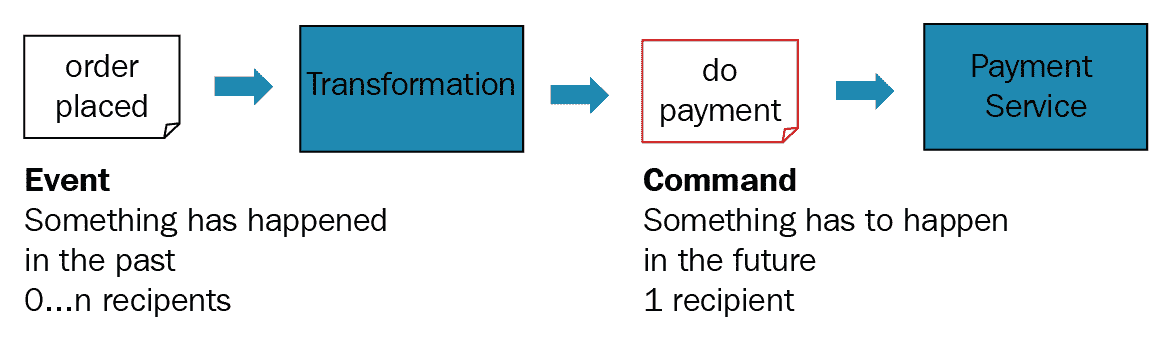 order
placed
Transformation
do
payment
Payment
Service
Event
Something has happened
in the past
0...n recipents
Command
Something has to happen
in the future
1 recipient